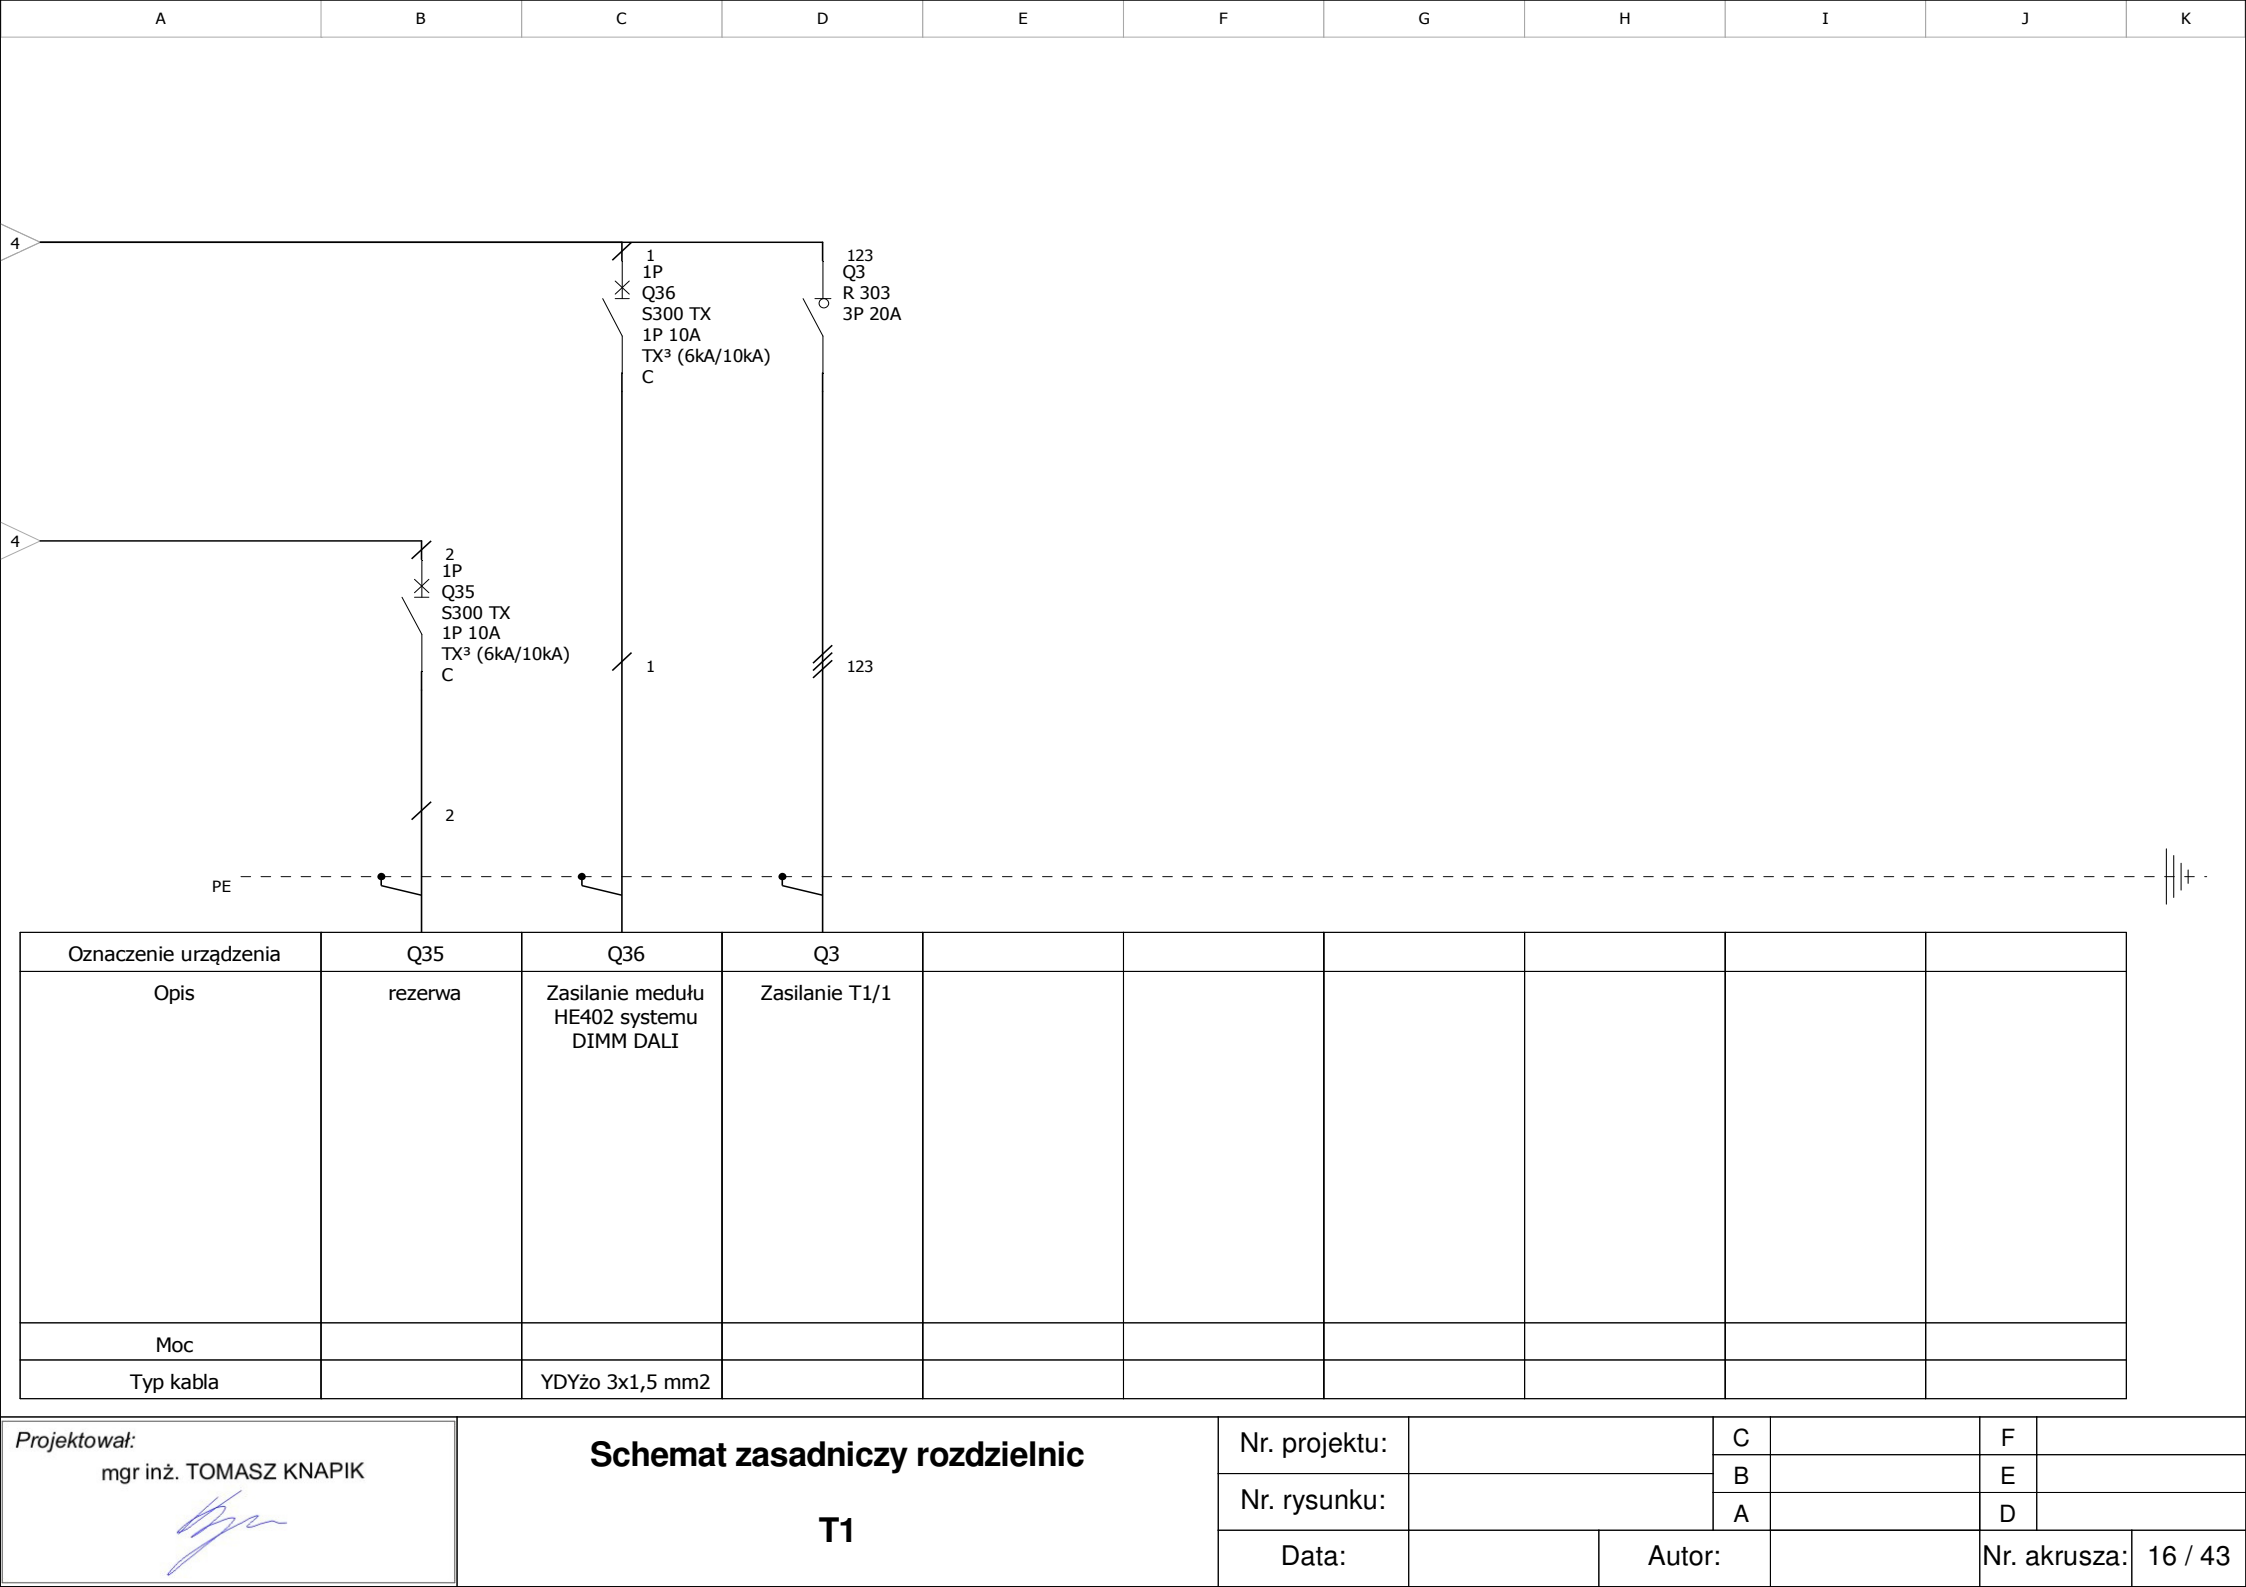 A B C D E F G H I J K
4
1
1P
Q36
S300 TX
1P 10A
TX³ (6kA/10kA)
C
123
Q3
R 303
3P 20A
4
2
1P
Q35
S300 TX
1P 10A
TX³ (6kA/10kA)
C
1
123
2
PE
Oznaczenie urządzenia Q35 Q36 Q3
Opis
rezerwa
Zasilanie medułu
HE402 systemu
DIMM DALI
Zasilanie T1/1
Moc
Typ kabla YDYżo 3x1,5 mm2
Projektował:
mgr inż. TOMASZ KNAPIK
Schemat zasadniczy rozdzielnic
T1
Nr. projektu:
Nr. rysunku:
Data:
Autor:
C
B
A
F
E
D
Nr. akrusza: 16 / 43